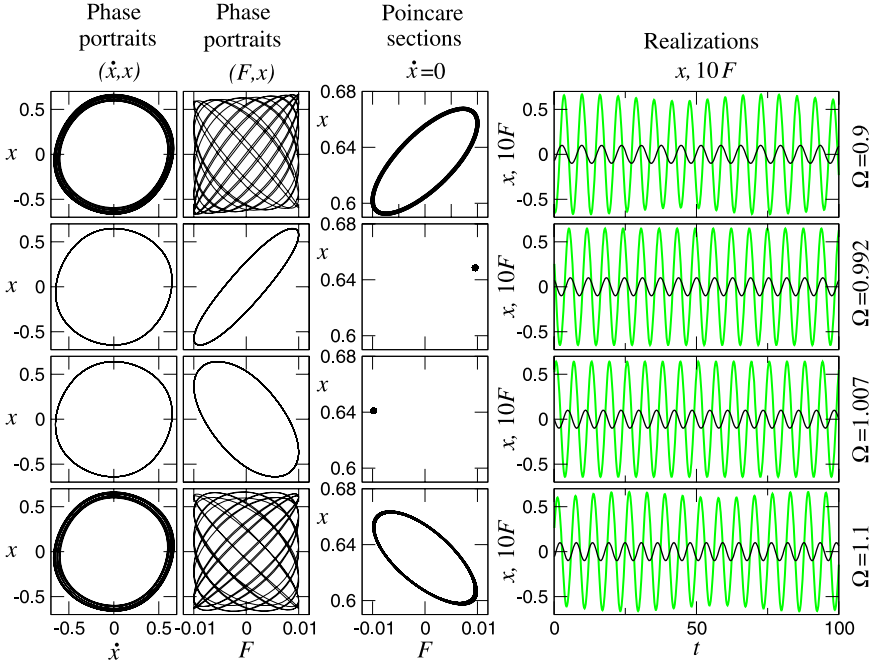 Phase portraits (ẋ,x)
Phase portraits (F,x)
Poincare sections ẋ=0
Realizations x, 10F
0.5
0
-0.5
x
0.68
x
0.64
0.6
0.5
0
-0.5
x, 10F
Ω=0.9
0.5
0
-0.5
x
0.68
x
0.64
0.6
0.5
0
-0.5
x, 10F
Ω=0.992
0.5
0
-0.5
x
0.68
x
0.64
0.6
0.5
0
-0.5
x, 10F
Ω=1.007
0.5
0
-0.5
x
0.68
x
0.64
0.6
0.5
0
-0.5
x, 10F
Ω=1.1
-0.5 0 0.5
ẋ
-0.01 0 0.01
F
-0.01 0 0.01
F
0 25 50 75 100
t